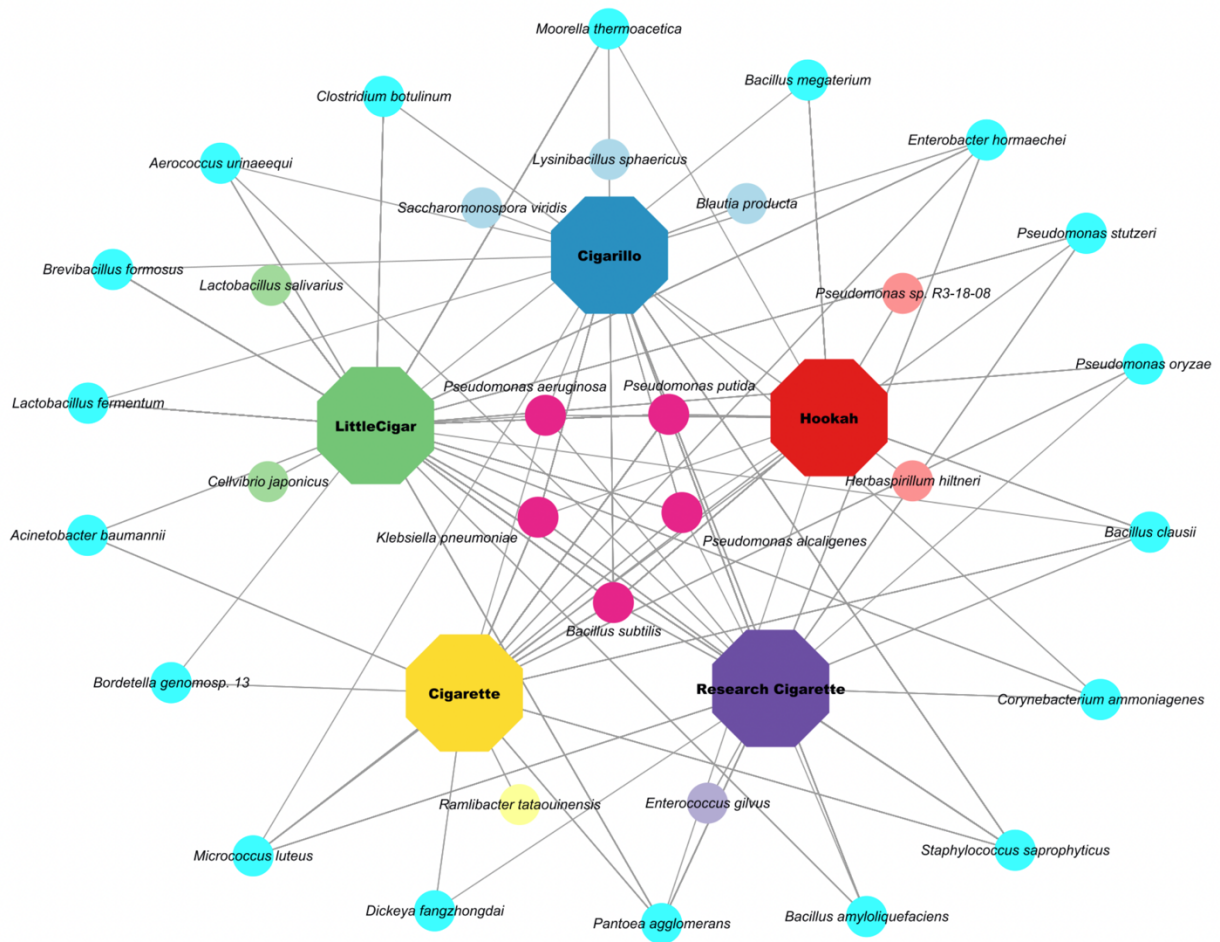 Moorella thermoacetica
Bacillus megaterium
Clostridium botulinum
Enterobacter hormaechei
Aerococcus urinaeequi
Lysinibacillus sphaericus
Saccharomonospora viridis
Blautia producta
Pseudomonas stutzeri
Cigarillo
Brevibacillus formosus
Lactobacillus salivarius
Pseudomonas sp. R3-18-08
Pseudomonas oryzae
Pseudomonas aeruginosa
Pseudomonas putida
Lactobacillus fermentum
LittleCigar
Hookah
Cellvibrio japonicus
Herbaspirillum hiltneri
Acinetobacter baumannii
Klebsiella pneumoniae
Pseudomonas alcaligenes
Bacillus clausii
Bacillus subtilis
Bordetella genomosp. 13
Cigarette
Research Cigarette
Corynebacterium ammoniagenes
Ramlibacter tataouinensis
Enterococcus gilvus
Micrococcus luteus
Staphylococcus saprophyticus
Dickeya fangzhongdai
Pantoea agglomerans
Bacillus amyloliquefaciens